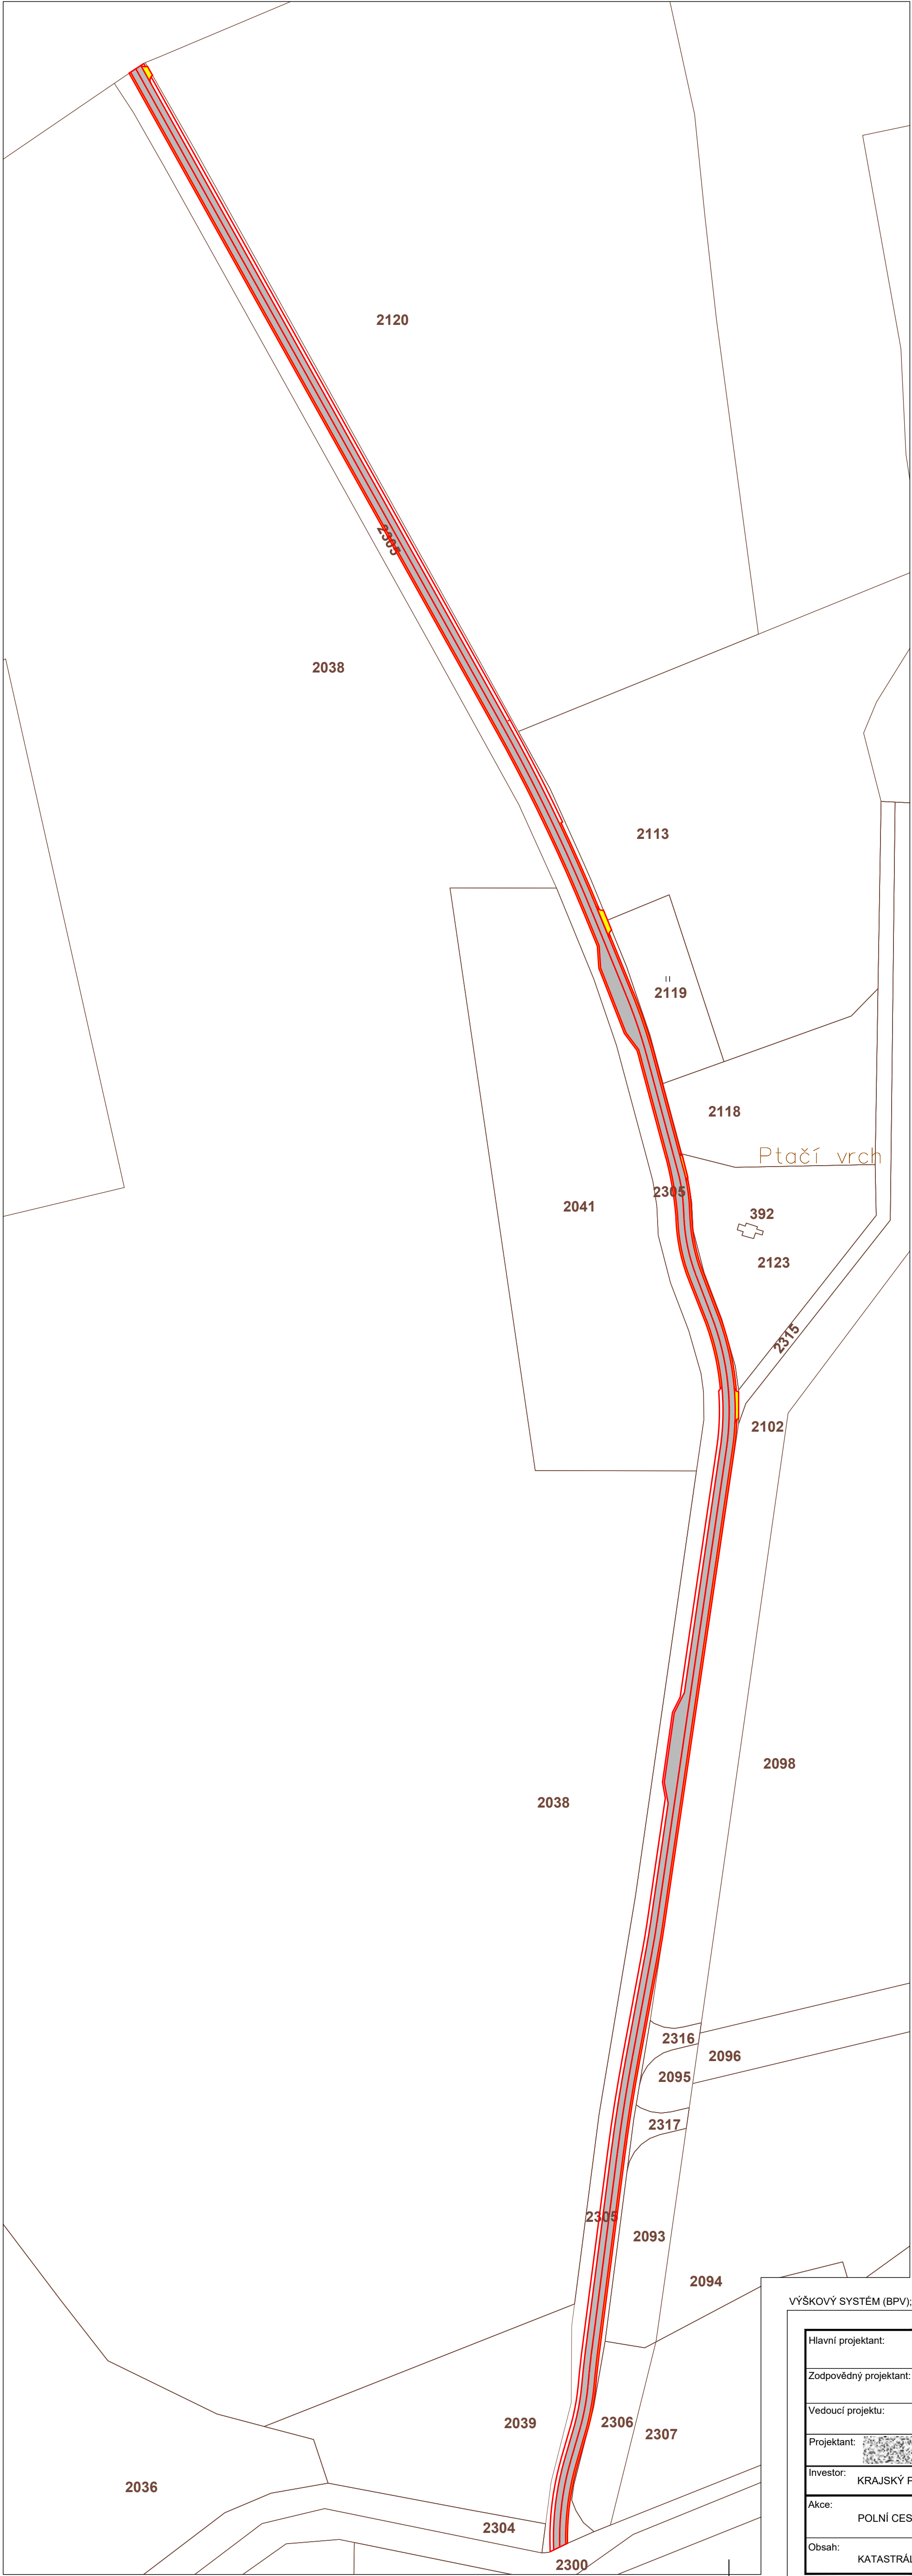 2120
2305
2038
2113
2119
2118
Ptačí vrch
2305
2041
392
2123
2315
2102
2098
2038
2316
2096
2095
2317
2305
2093
2094
VÝŠKOVÝ SYSTÉM (BPV);
Hlavní projektant:
Zodpovědný projektant:
Vedoucí projektu:
2039
2306
2307
Projektant:
Investor:
KRAJSKÝ
2036
Akce:
POLNÍ
2304
Obsah:
2300